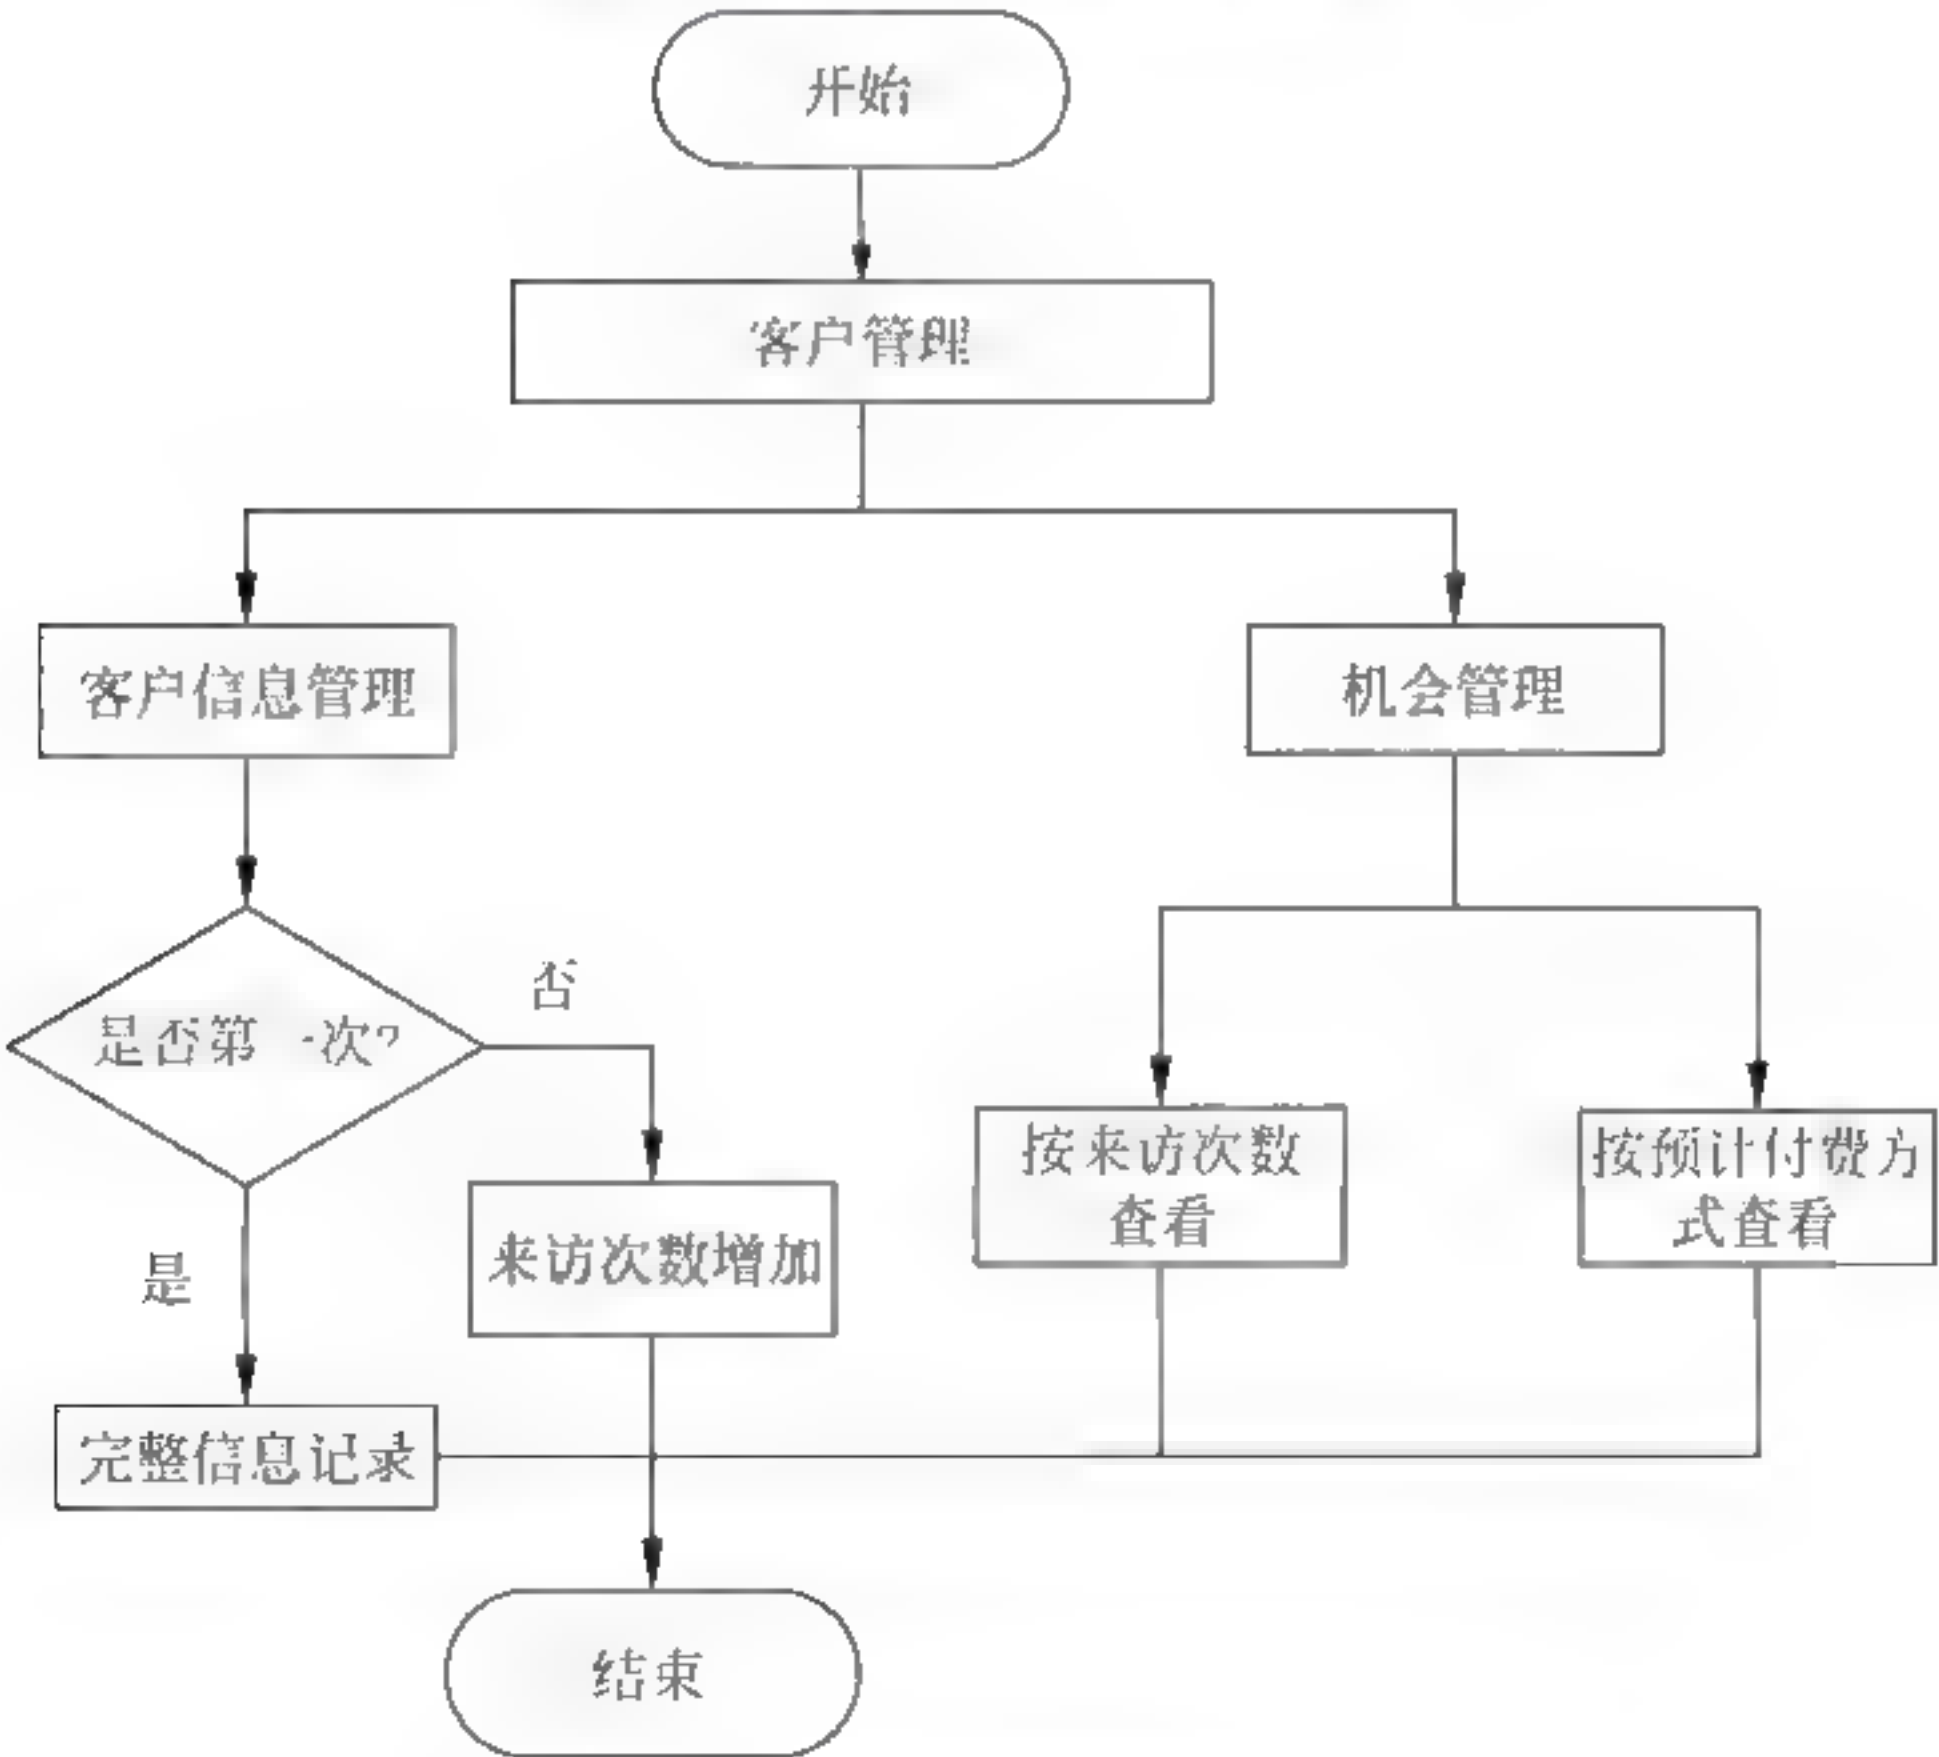 开始
客户管理
客户信息管理
机会管理
否
是否第一次?
按来访次数
查看
按预计付费方
式查看
来访次数增加
是
完整信息记录
结束